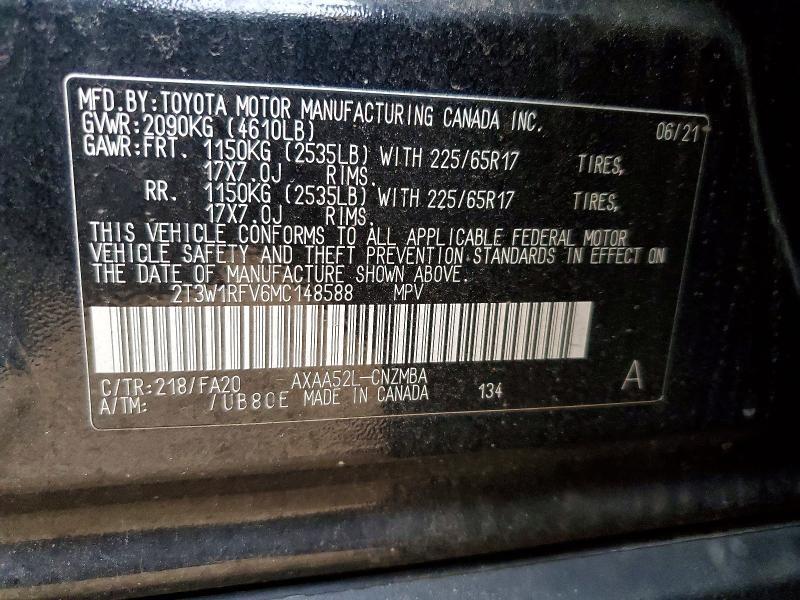 MFD.BY:TOYOTA MOTOR MANUFACTURING CANADA INC. 06/21
GVWR:2090KG (4610LB)
GAWR:FRT. 1150KG (2535LB) WITH 225/65R17 TIRES,
17X7.0J RIMS.
RR. 1150KG (2535LB) WITH 225/65R17 TIRES,
17X7.0J RIMS.
THIS VEHICLE CONFORMS TO ALL APPLICABLE FEDERAL MOTOR
VEHICLE SAFETY AND THEFT PREVENTION STANDARDS IN EFFECT ON
THE DATE OF MANUFACTURE SHOWN ABOVE.
2T3W1RFV6MC148588 MPV
C/TR:218/FA20 AXAA52L-CNZMBA A
A/TM: /UB80E MADE IN CANADA 134